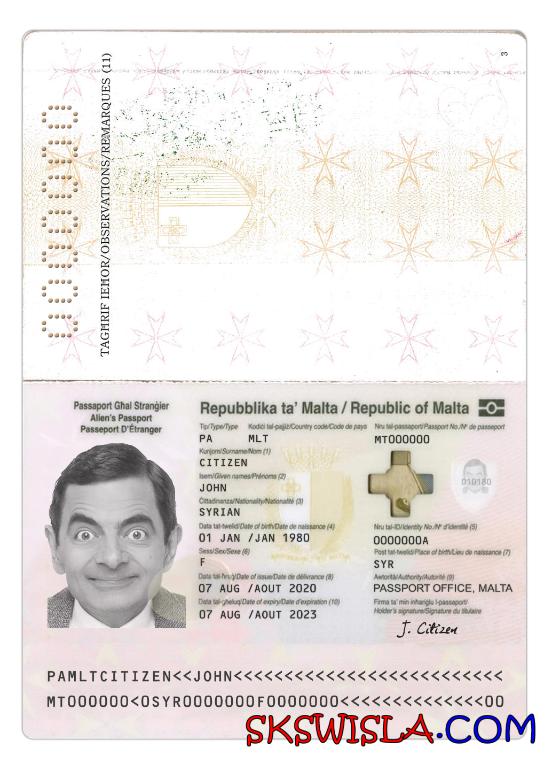 3
TAGĦRIF IEĦOR/OBSERVATIONS/REMARQUES (11)
Passaport Għal Stranġier
Alien's Passport
Passeport D'Étranger
Repubblika ta' Malta / Republic of Malta
Tip/Type/Type Kodiċi tal-pajjiż/Country code/Code de pays Nru tal-passaport/Passport No./Nº de passeport
PA MLT MT000000
Kunjom/Surname/Nom (1)
CITIZEN
Isem/Given names/Prénoms (2)
JOHN
Ċittadinanza/Nationality/Nationalité (3)
SYRIAN 010180
Data tat-twelid/Date of birth/Date de naissance (4) Nru tal-ID/Identity No./Nº d'identité (5)
01 JAN /JAN 1980 0000000A
Sess/Sex/Sexe (6) Post tat-twelid/Place of birth/Lieu de naissance (7)
F SYR
Data tal-ħruġ/Date of issue/Date de délivrance (8) Awtorità/Authority/Autorité (9)
07 AUG /AOUT 2020 PASSPORT OFFICE, MALTA
Data tal-għeluq/Date of expiry/Date d'expiration (10) Firma ta' min inħarġlu l-passaport/
07 AUG /AOUT 2023 Holder's signature/Signature du titulaire
J. Citizen
PAMLTCITIZEN<<JOHN<<<<<<<<<<<<<<<<<<<<<<<<<<
MT000000<0SYR0000000F0000000<<<<<<<<<<<<<<00
SKSWISLA.COM